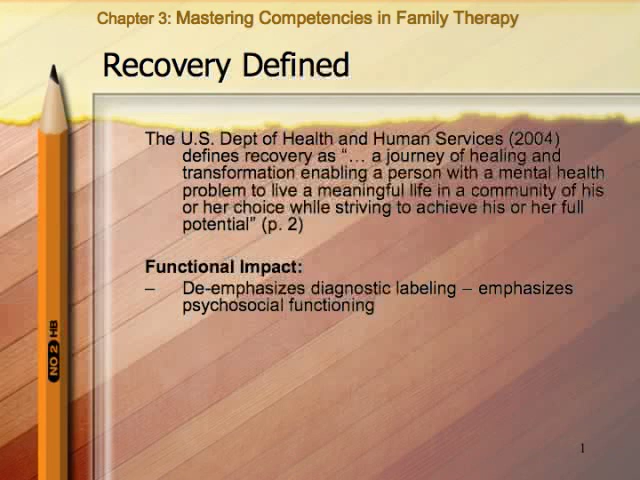 Chapter 3: Mastering Competencies in Family Therapy
Recovery Defined
The U.S. Dept of Health and Human Services (2004)
defines recovery as “… a journey of healing and
transformation enabling a person with a mental health
problem to live a meaningful life in a community of his
or her choice while striving to achieve his or her full
potential” (p. 2)
Functional Impact:
– De-emphasizes diagnostic labeling – emphasizes
psychosocial functioning
NO 2 HB
1